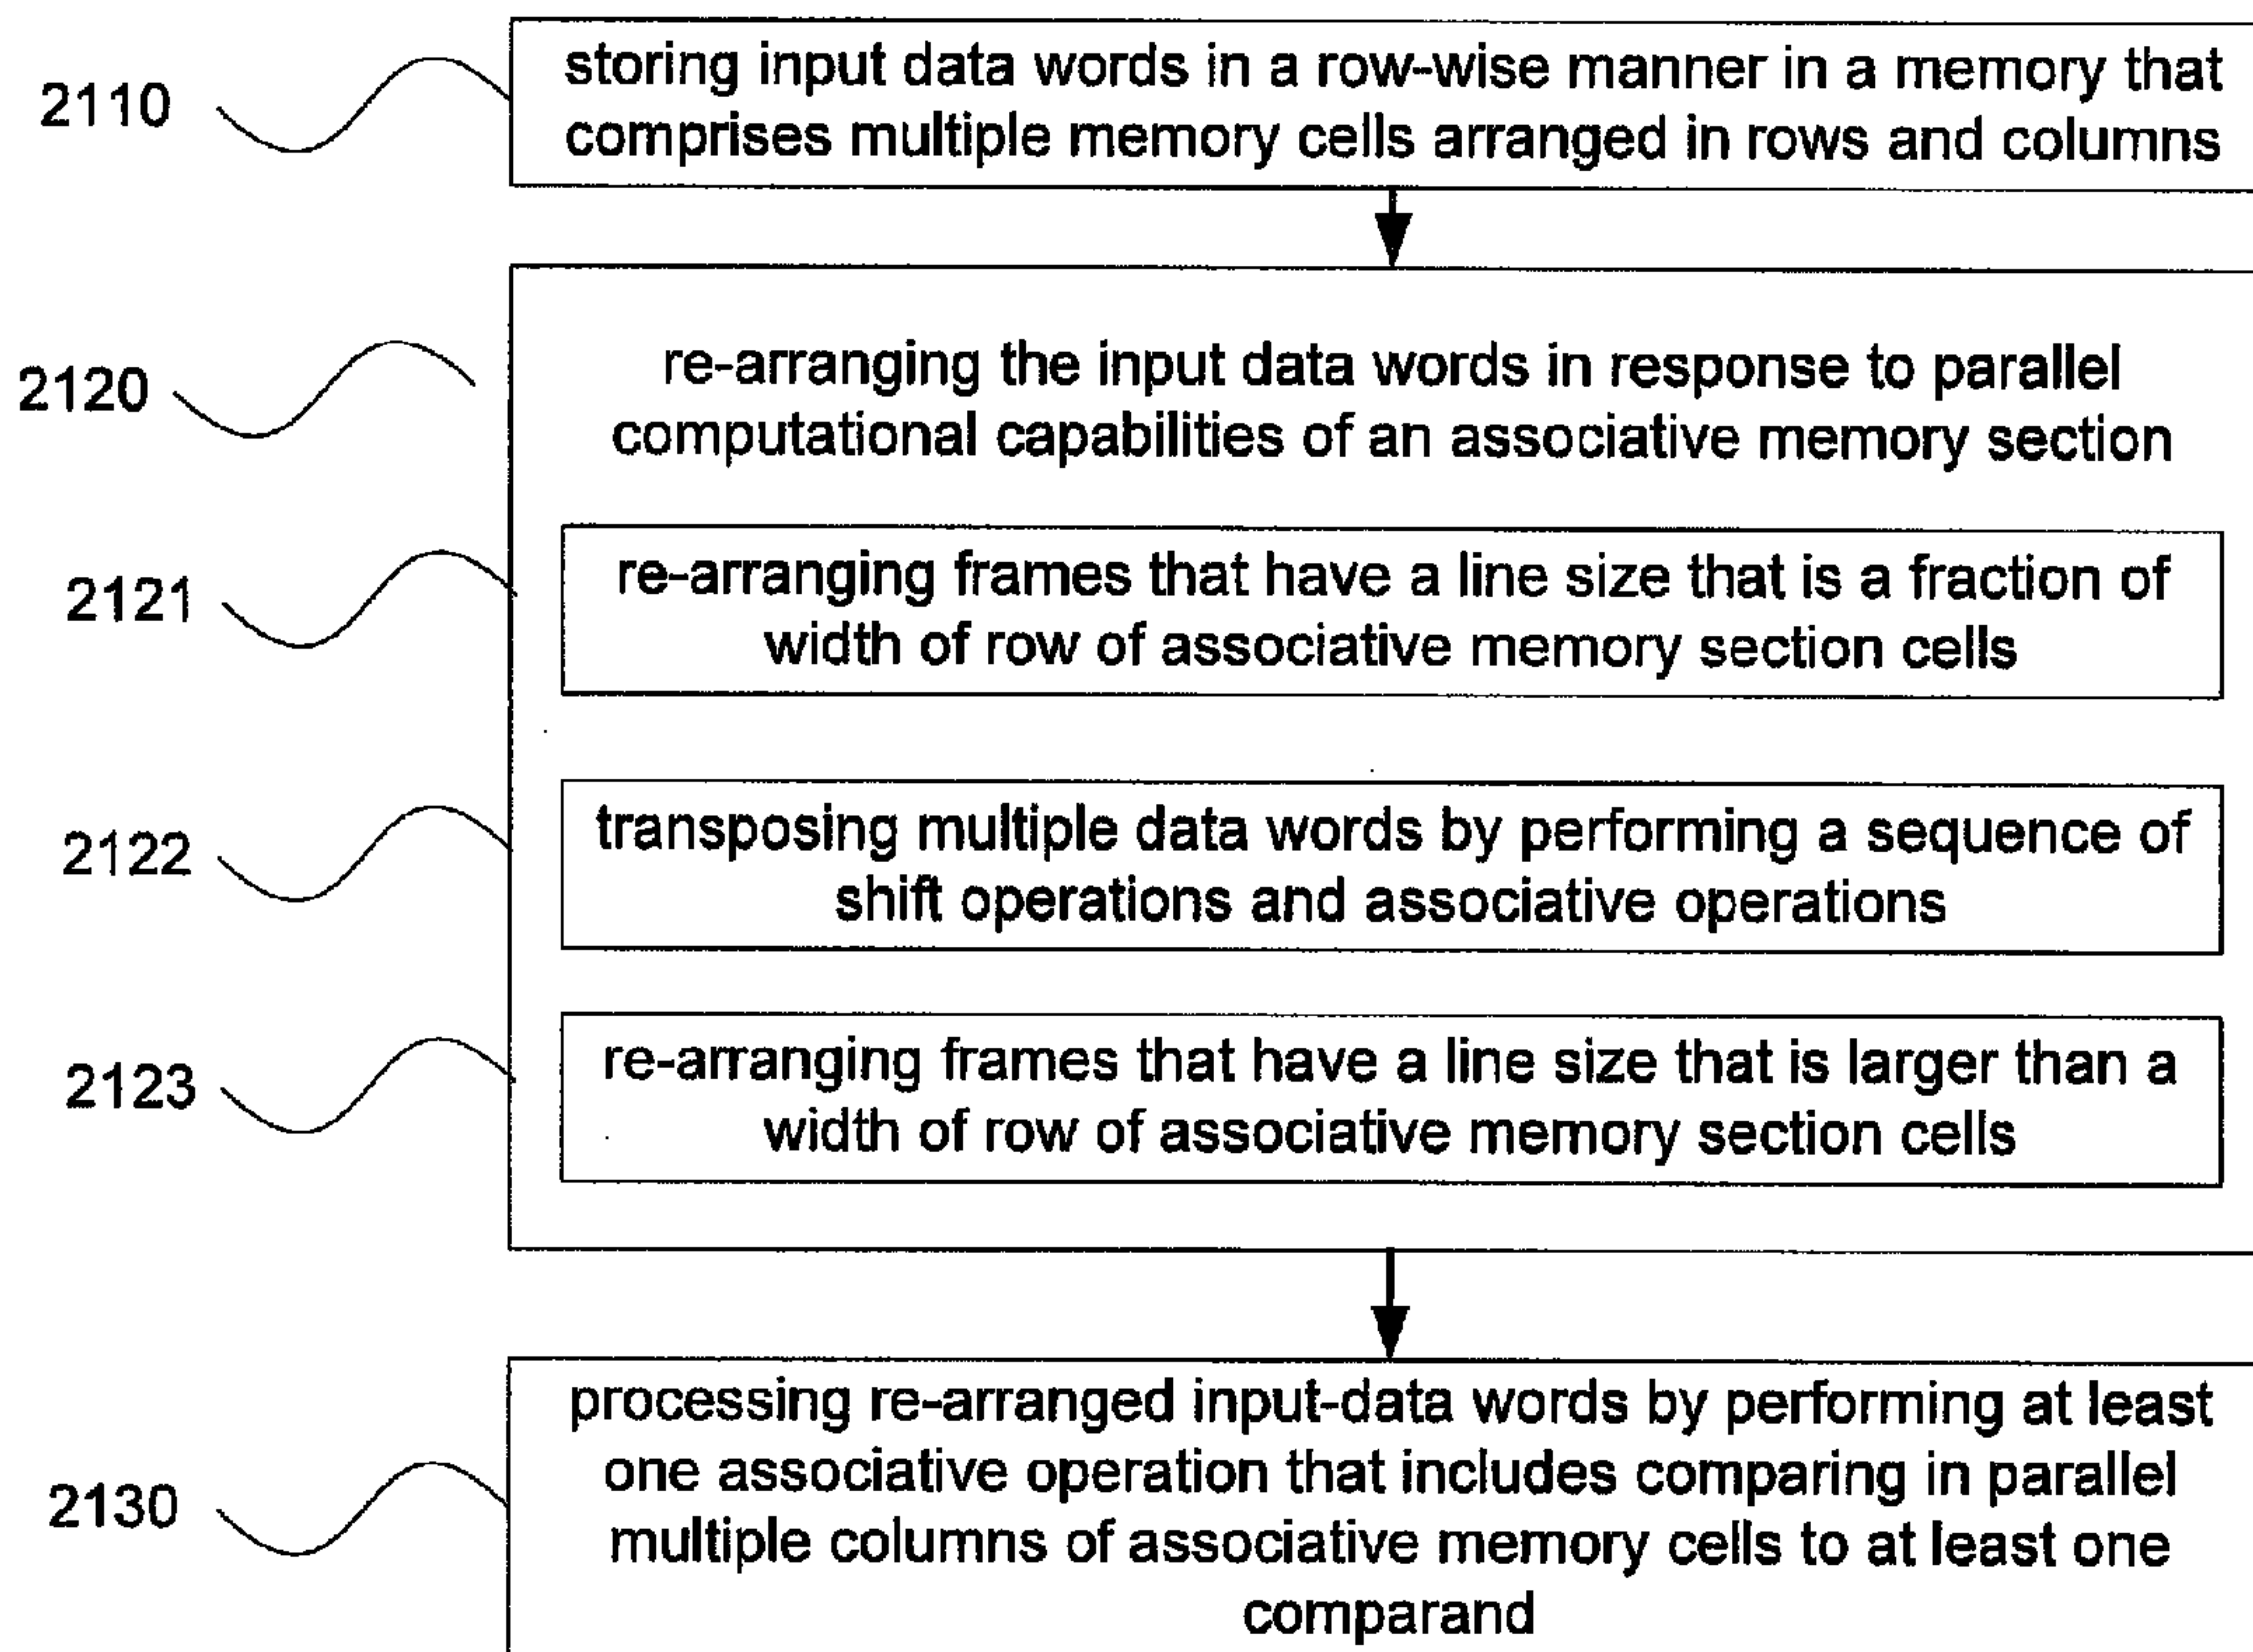 2110
storing input data words in a row-wise manner in a memory that
comprises multiple memory cells arranged in rows and columns
2120
re-arranging the input data words in response to parallel
computational capabilities of an associative memory section
2121
re-arranging frames that have a line size that is a fraction of
width of row of associative memory section cells
2122
transposing multiple data words by performing a sequence of
shift operations and associative operations
2123
re-arranging frames that have a line size that is larger than a
width of row of associative memory section cells
2130
processing re-arranged input-data words by performing at least
one associative operation that includes comparing in parallel
multiple columns of associative memory cells to at least one
comparand